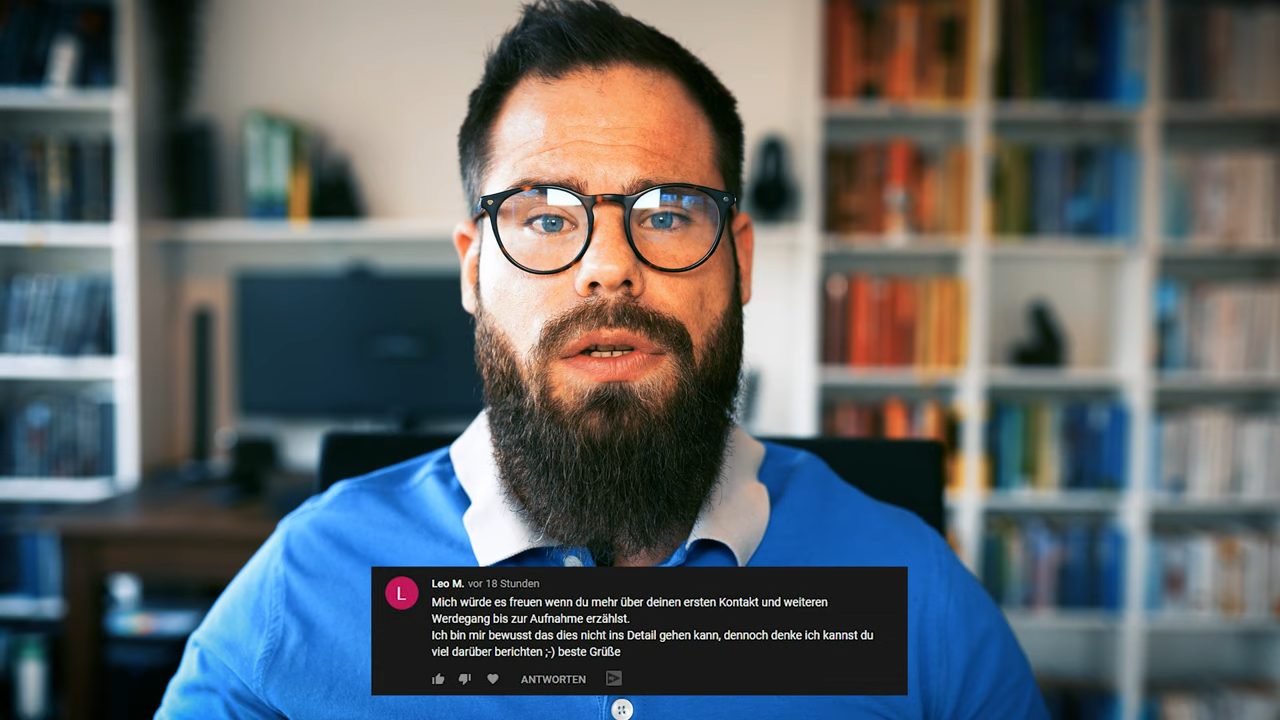 L
Leo M. vor 18 Stunden
Mich würde es freuen wenn du mehr über deinen ersten Kontakt und weiteren
Werdegang bis zur Aufnahme erzählst.
Ich bin mir bewusst das dies nicht ins Detail gehen kann, dennoch denke ich kannst du
viel darüber berichten ;-) beste Grüße
ANTWORTEN